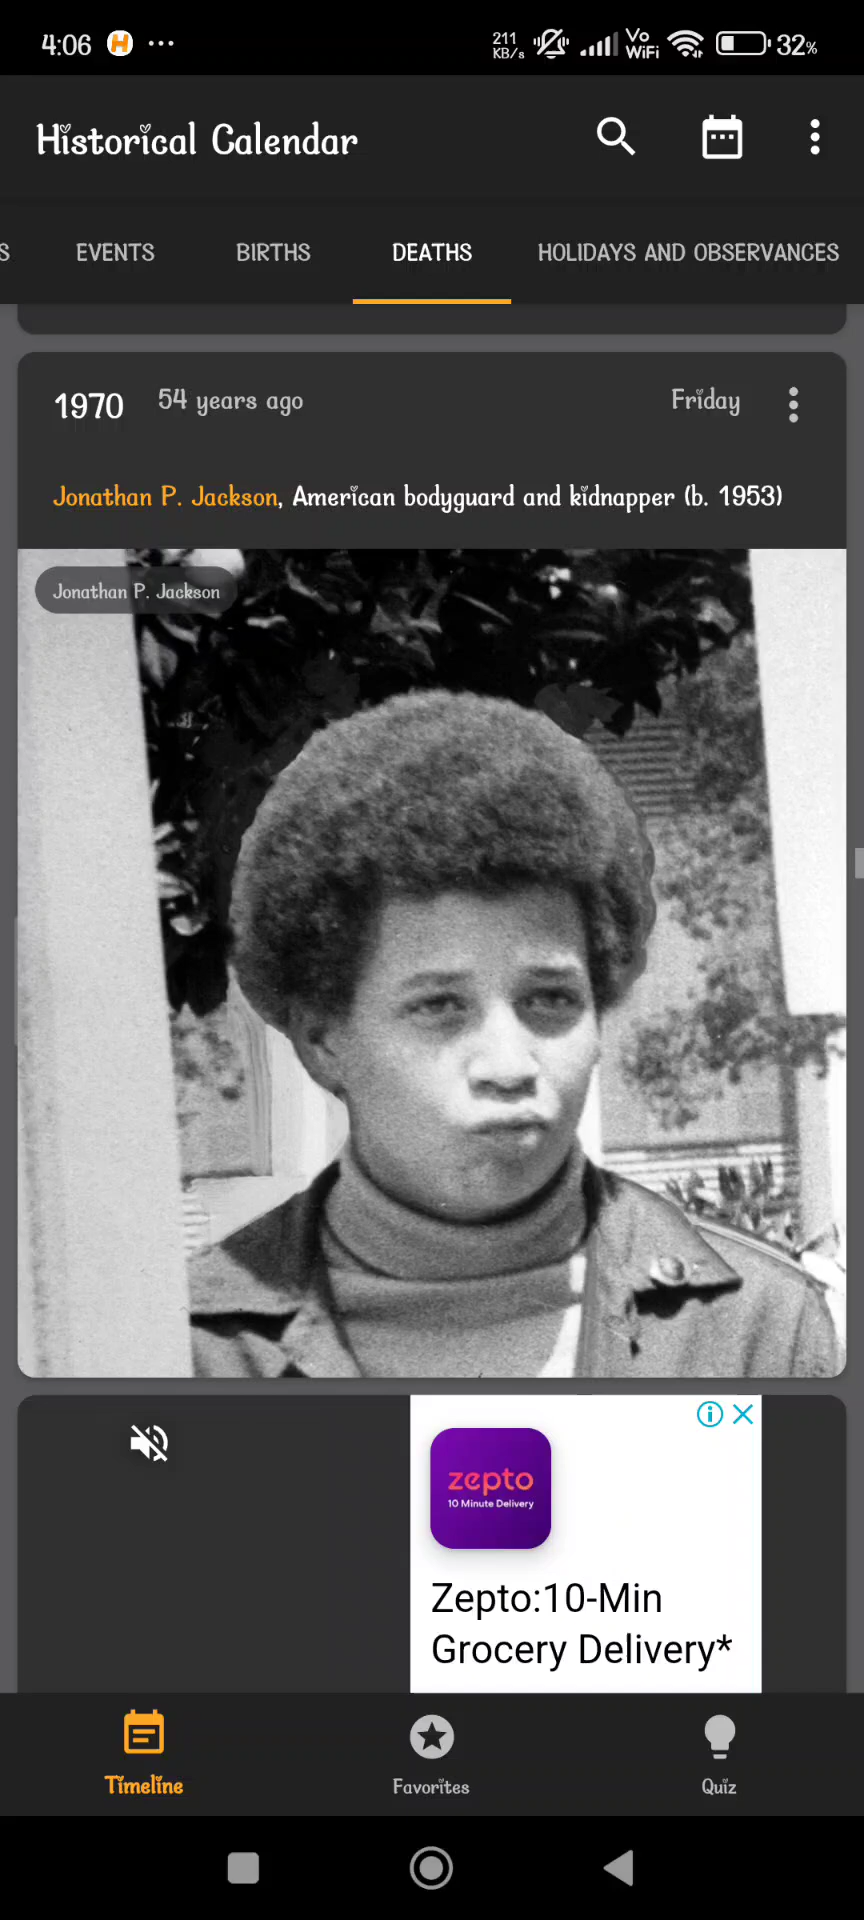 4:06 H ... 211 KB/s Vo WiFi 32%
Historical Calendar
S EVENTS BIRTHS DEATHS HOLIDAYS AND OBSERVANCES
1970 54 years ago Friday
Jonathan P. Jackson, American bodyguard and kidnapper (b. 1953)
Jonathan P. Jackson
zepto
10 Minute Delivery
Zepto:10-Min
Grocery Delivery*
Timeline Favorites Quiz